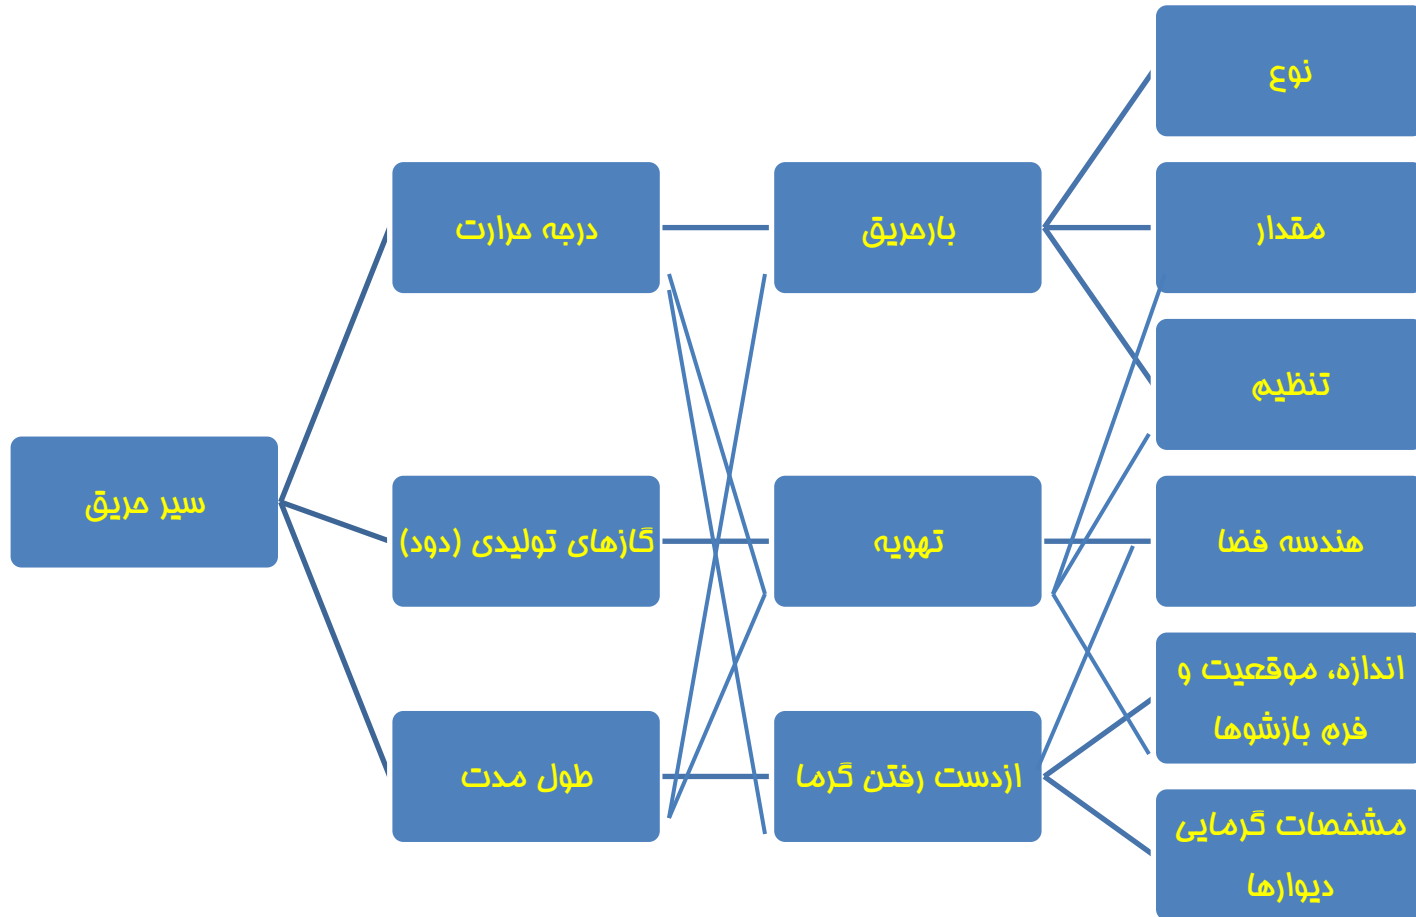 سیر حریق
درجه حرارت
گازهای تولیدی (دود)
طول مدت
بارحریق
تهویه
ازدست رفتن گرما
نوع
مقدار
تنظیم
هندسه فضا
اندازه، موقعیت و
فرم بازشوها
مشخصات گرمایی
دیوارها